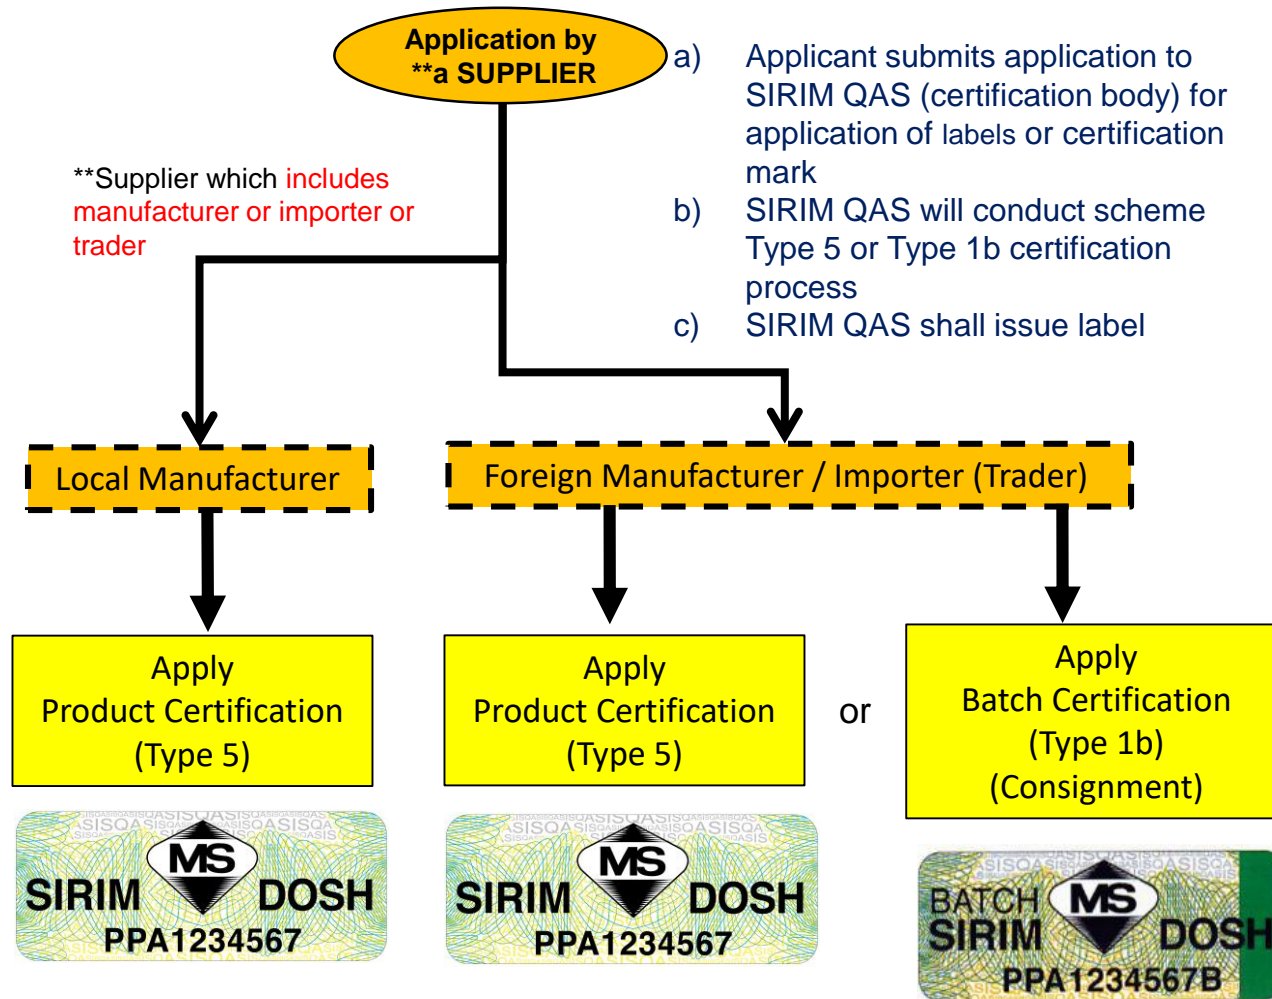 Application by
**a SUPPLIER
a) Applicant submits application to
SIRIM QAS (certification body) for
application of labels or certification
mark
b) SIRIM QAS will conduct scheme
Type 5 or Type 1b certification
process
c) SIRIM QAS shall issue label
**Supplier which includes
manufacturer or importer or
trader
Local Manufacturer
Foreign Manufacturer / Importer (Trader)
Apply
Product Certification
(Type 5)
Apply
Product Certification
(Type 5)
or
Apply
Batch Certification
(Type 1b)
(Consignment)
MS
SIRIM DOSH
PPA1234567
MS
SIRIM DOSH
PPA1234567
BATCH
MS
SIRIM DOSH
PPA1234567B